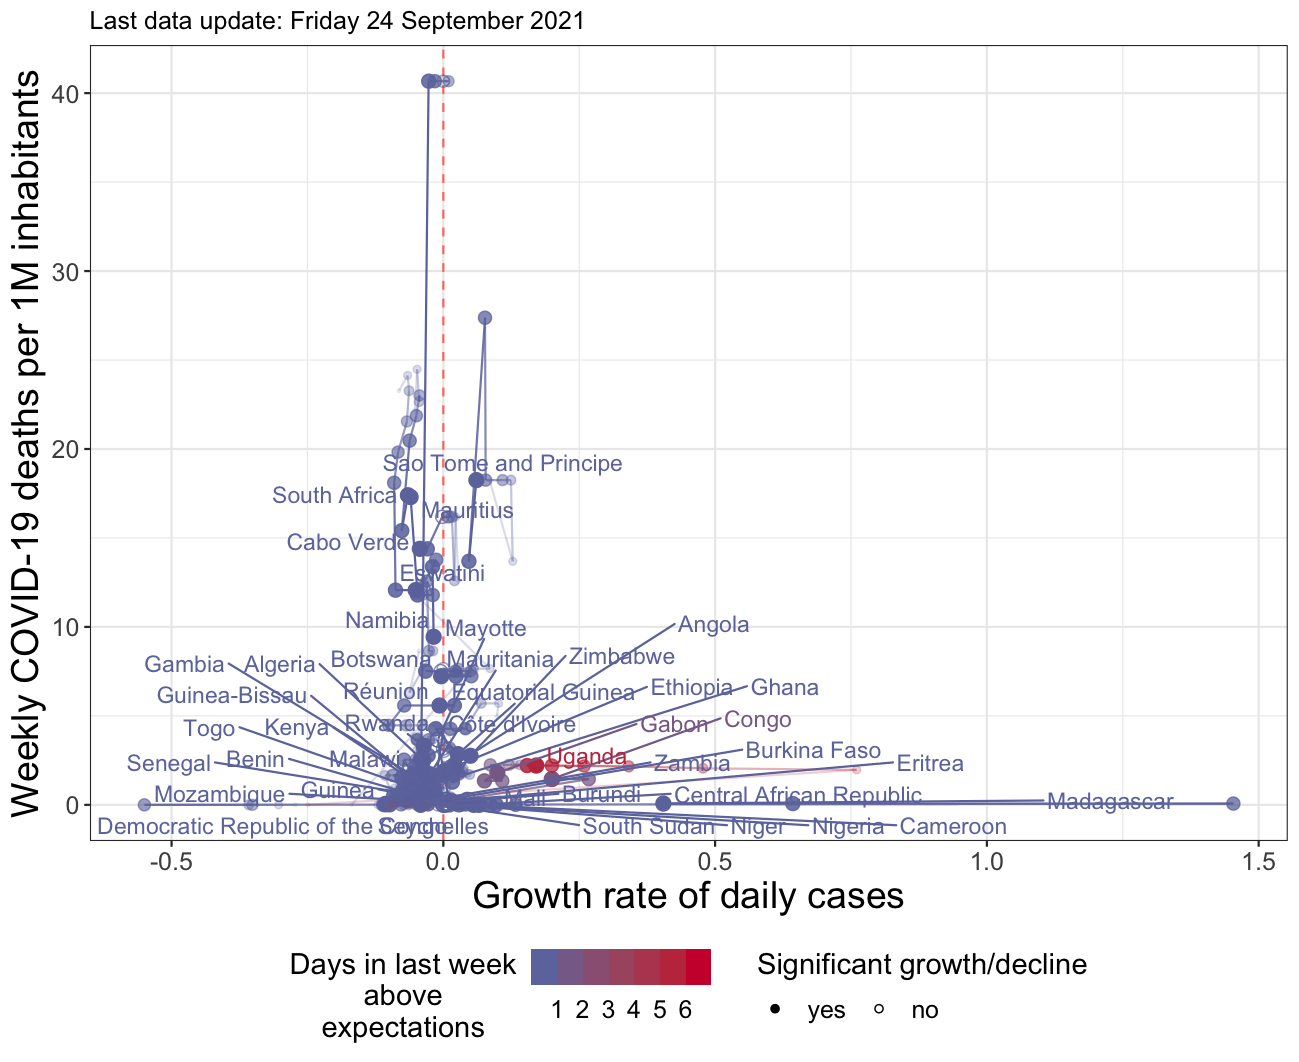 Last data update: Friday 24 September 2021
Weekly COVID-19 deaths per 1M inhabitants
40
30
20
10
0
Sao Tome and Principe
South Africa
Mauritius
Cabo Verde
Eswatini
Namibia
Mayotte
Angola
Gambia
Algeria
Botswana
Mauritania
Zimbabwe
Guinea-Bissau
Réunion
Equatorial Guinea
Ethiopia
Ghana
Togo
Kenya
Rwanda
Côte d'Ivoire
Gabon
Congo
Senegal
Benin
Malawi
Uganda
Zambia
Burkina Faso
Eritrea
Mozambique
Guinea
Mali
Burundi
Central African Republic
Madagascar
Democratic Republic of the Congo
Seychelles
South Sudan
Niger
Nigeria
Cameroon
-0.5
0.0
0.5
1.0
1.5
Growth rate of daily cases
Days in last week
above
expectations
1 2 3 4 5 6
Significant growth/decline
yes
no